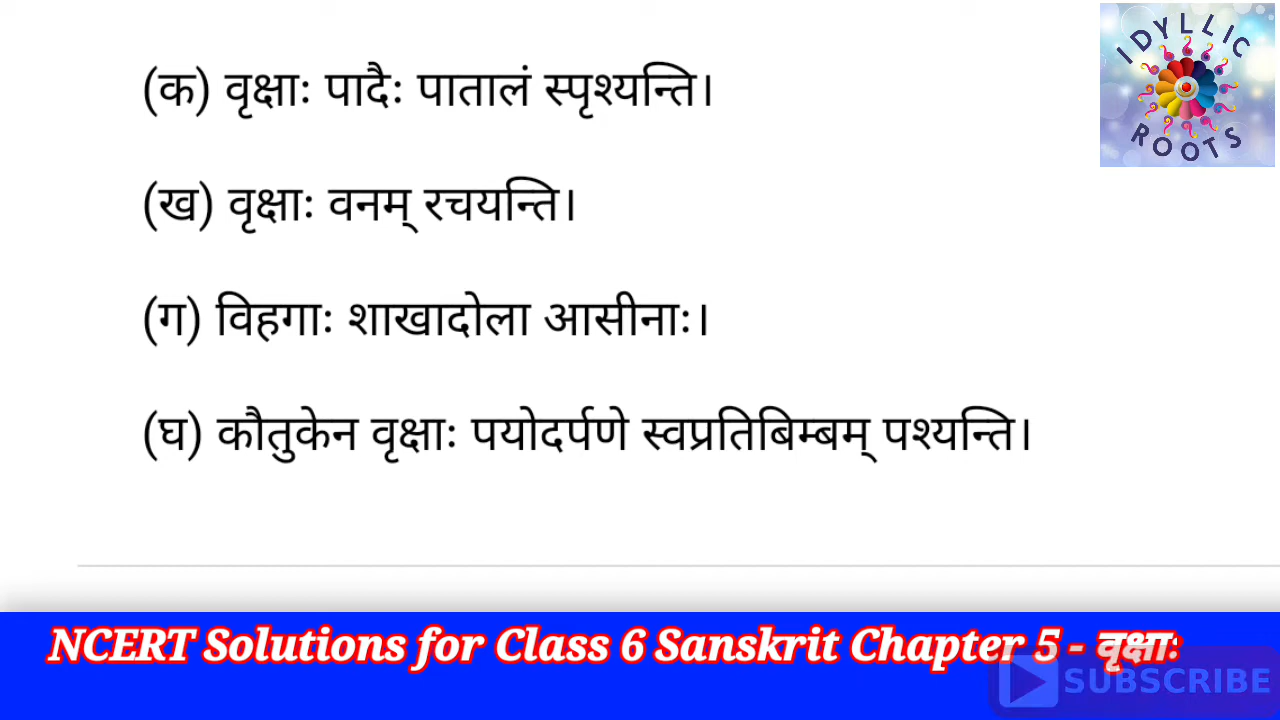 IDYLLIC
ROOTS
(क) वृक्षाः पादैः पातालं स्पृश्यन्ति।
(ख) वृक्षाः वनम् रचयन्ति।
(ग) विहगाः शाखादोला आसीनाः।
(घ) कौतुकेन वृक्षाः पयोदर्पणे स्वप्रतिबिम्बम् पश्यन्ति।
NCERT Solutions for Class 6 Sanskrit Chapter 5 - वृक्षाः
SUBSCRIBE